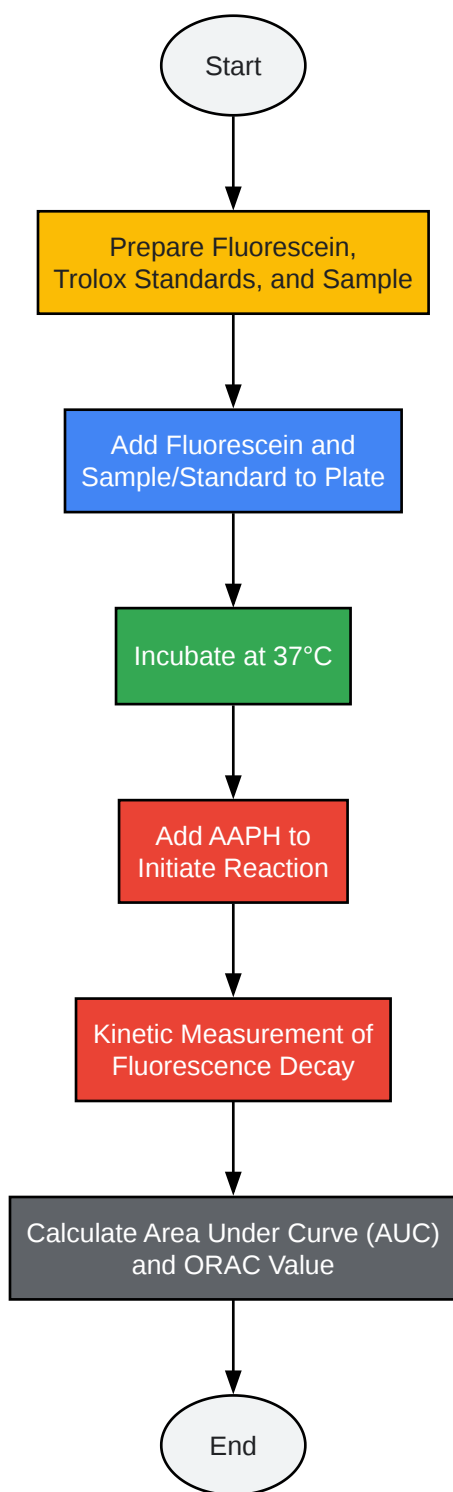 Start
Prepare Fluorescein,
Trolox Standards, and Sample
Add Fluorescein and
Sample/Standard to Plate
Incubate at 37°C
Add AAPH to
Initiate Reaction
Kinetic Measurement of
Fluorescence Decay
Calculate Area Under Curve (AUC)
and ORAC Value
End